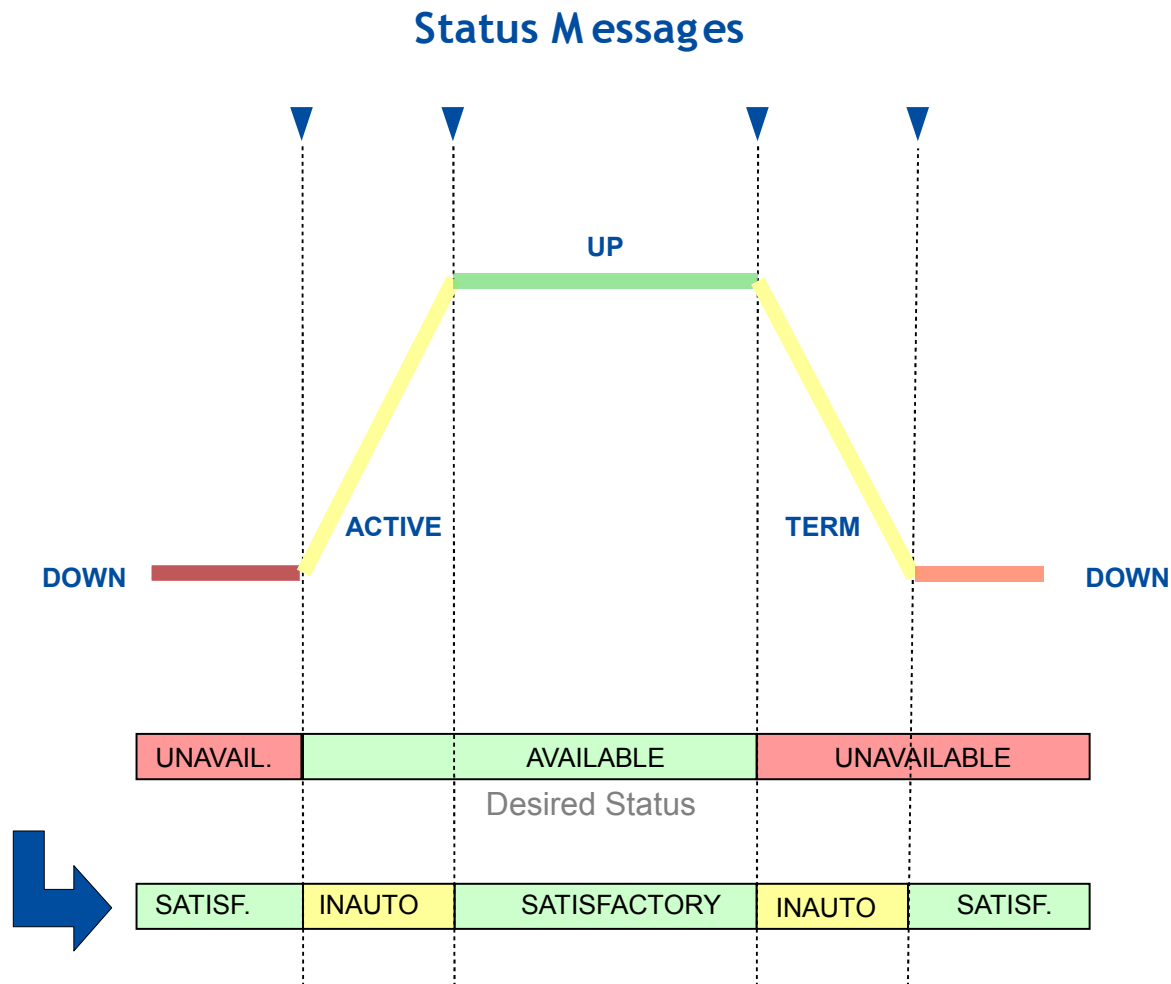 Status Messages
UP
ACTIVE
TERM
DOWN
DOWN
UNAVAIL.
AVAILABLE
UNAVAILABLE
Desired Status
SATISF.
INAUTO
SATISFACTORY
INAUTO
SATISF.